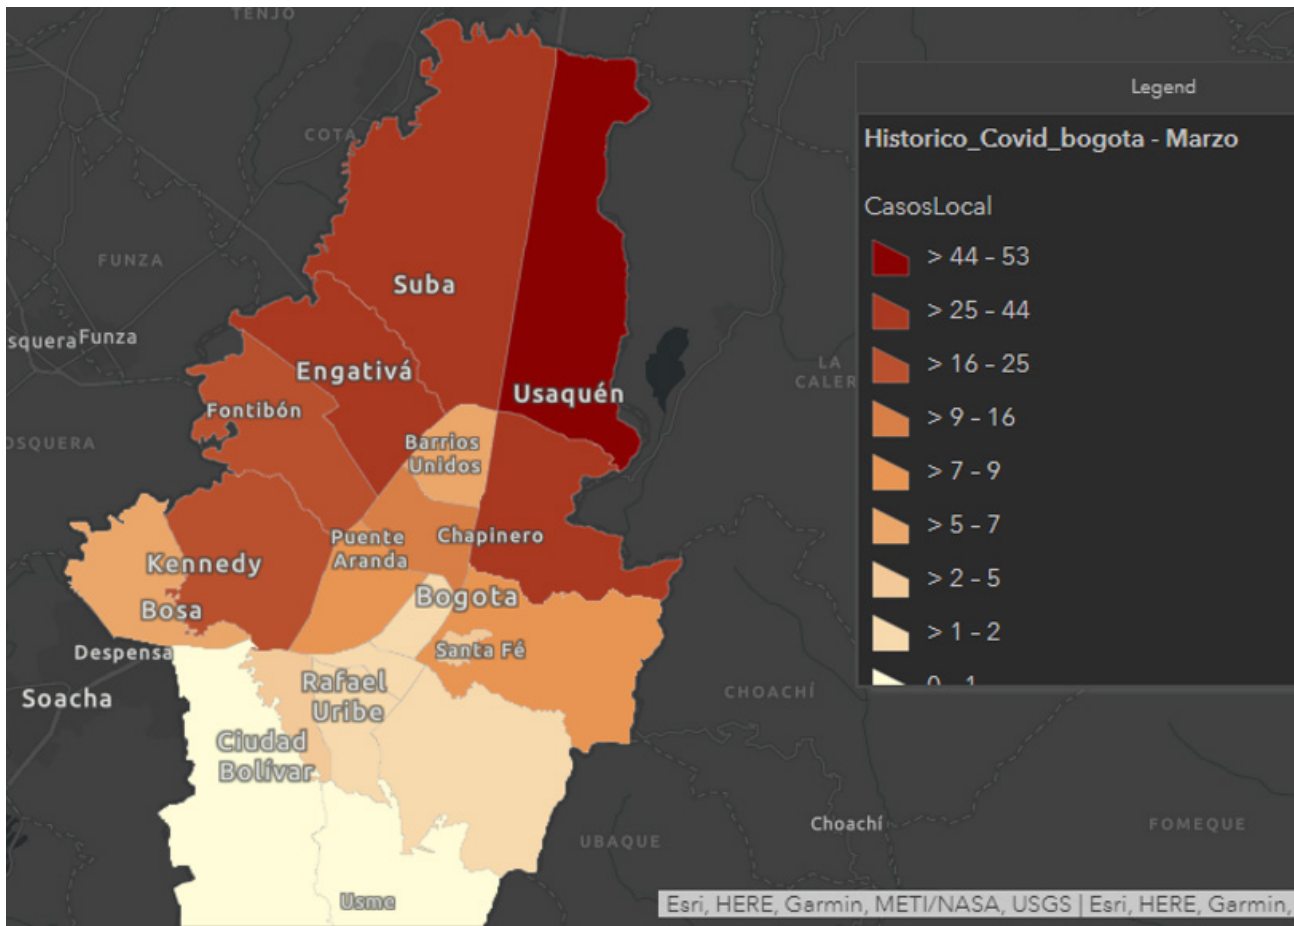 TENJO
COTA
FUNZA
Suba
squera
Funza
Engativá
LA
CALER
Usaquén
Fontibón
OSQUERA
Barrios
Unidos
Puente
Aranda
Chapinero
Kennedy
Bogota
Bosa
Despensa
Santa Fé
Soacha
Rafael
Uribe
CHOACHÍ
Ciudad
Bolívar
Choachí
FOMEQUE
UBAQUE
Usme
Legend
Historico_Covid_bogota - Marzo
CasosLocal
> 44 - 53
> 25 - 44
> 16 - 25
> 9 - 16
> 7 - 9
> 5 - 7
> 2 - 5
> 1 - 2
0 - 1
Esri, HERE, Garmin, METI/NASA, USGS | Esri, HERE, Garmin,